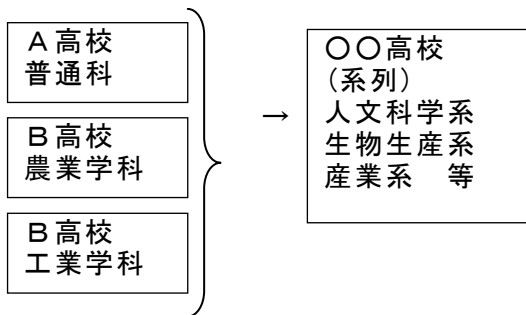 A高校
普通科
B高校
農業学科
B高校
工業学科
→
○○高校
(系列)
人文科学系
生物生産系
産業系　等